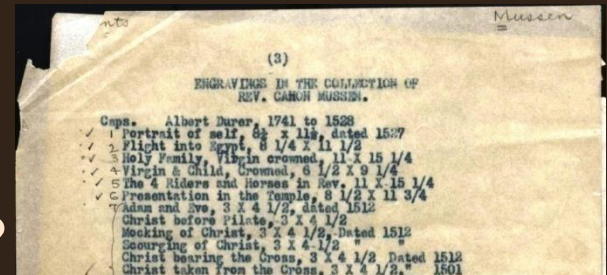 nts
Mussen
(3)
ENGRAVINGS IN THE COLLECTION OF
REV. CANON MUSSEN.
Caps. Albert Durer, 1741 to 1528
1 Portrait of self, 8½ x 11½, dated 1527
2 Flight into Egypt, 8 1/4 X 11 1/2
3 Holy Family, Virgin crowned, 11 X 15 1/4
4 Virgin & Child, Crowned, 6 1/2 X 9 1/4
5 The 4 Riders and Horses in Rev. 11 X 15 1/4
6 Presentation in the Temple, 8 1/2 X 11 3/4
7 Adam and Eve, 3 X 4 1/2, dated 1512
Christ before Pilate, 3 X 4 1/2
Mocking of Christ, 3 X 4 1/2, Dated 1512
Scourging of Christ, 3 X 4 1/2 " "
Christ bearing the Cross, 3 X 4 1/2 Dated 1512
Christ taken from the Cross, 3 X 4 1/2," 1501